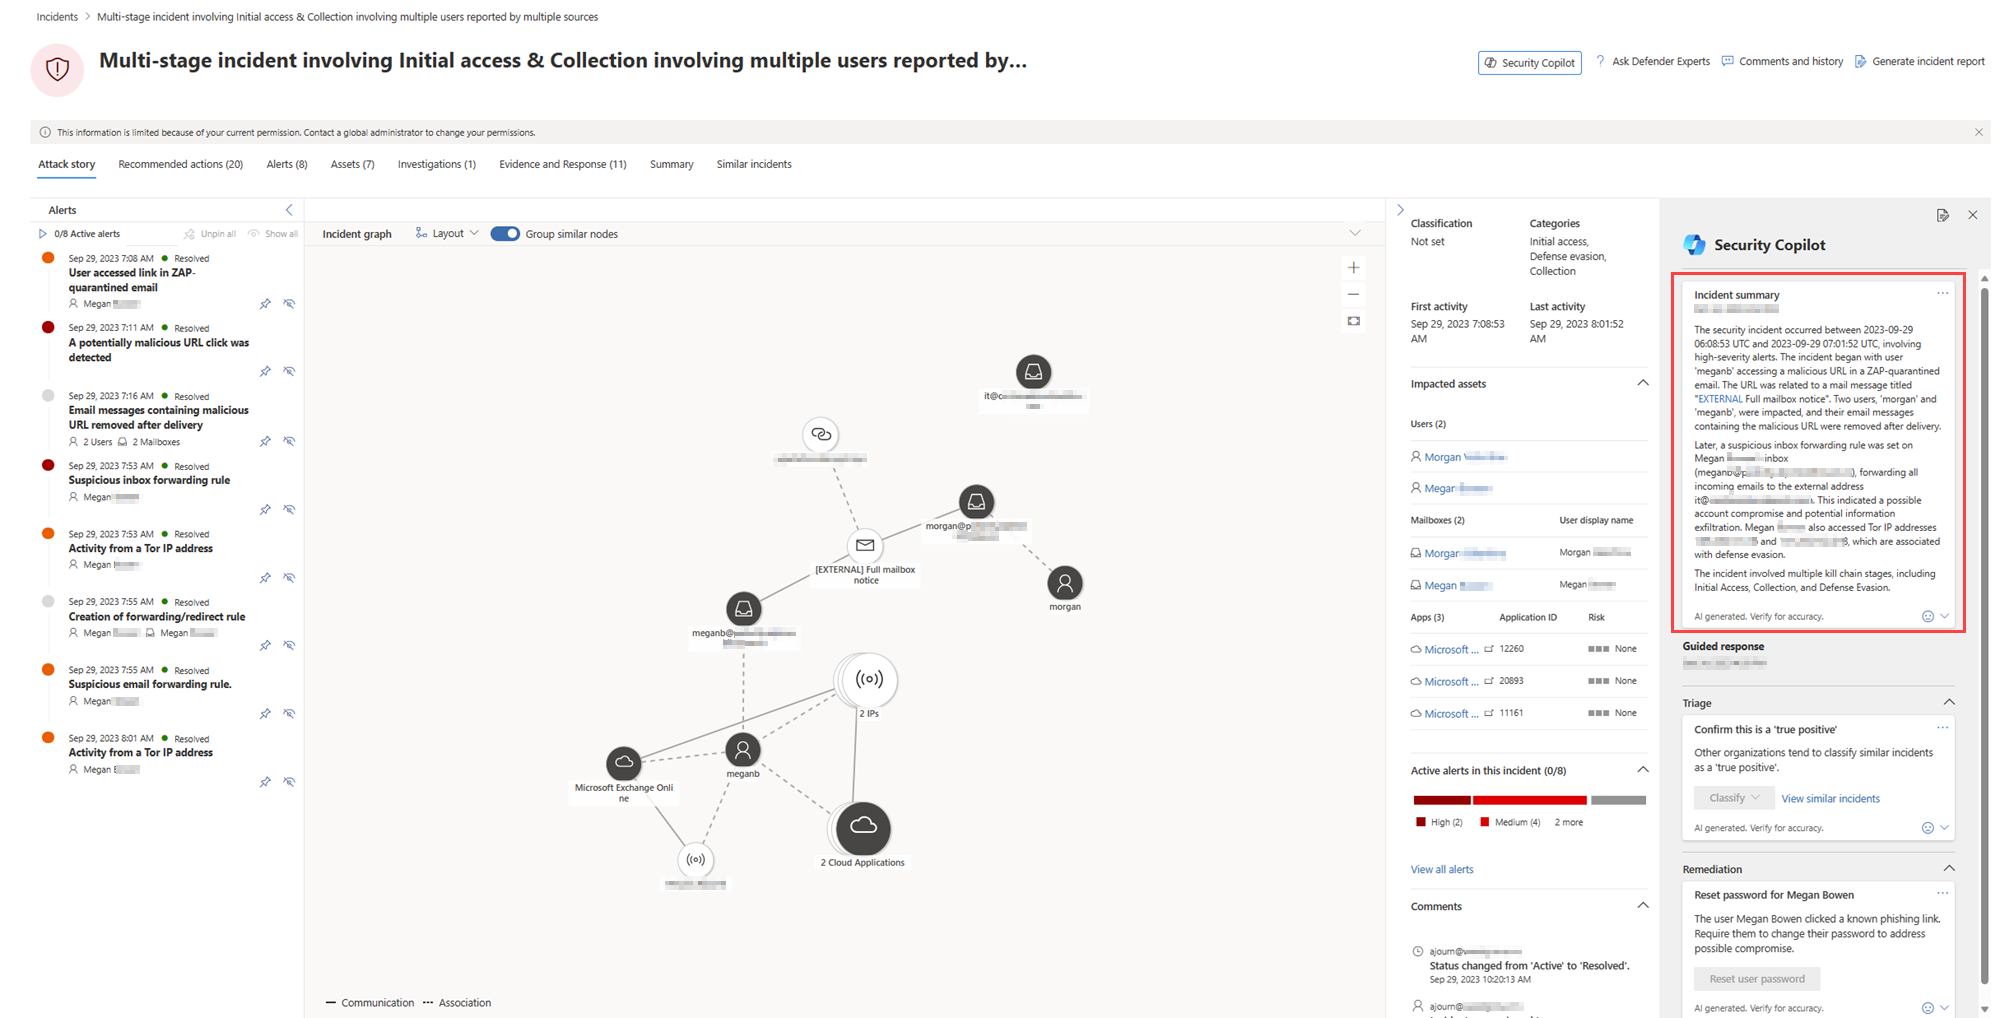 Incidents > Multi-stage incident involving Initial access & Collection involving multiple users reported by multiple sources
Multi-stage incident involving Initial access & Collection involving multiple users reported by...
Security Copilot
? Ask Defender Experts
Comments and history
Generate incident report
This information is limited because of your current permission. Contact a global administrator to change your permissions.
Attack story
Recommended actions (20)
Alerts (8)
Assets (7)
Investigations (1)
Evidence and Response (11)
Summary
Similar incidents
Alerts
0/8 Active alerts
Unpin all
Show all
Sep 29, 2023 7:08 AM Resolved
User accessed link in ZAP-
quarantined email
Megan
Sep 29, 2023 7:11 AM Resolved
A potentially malicious URL click was
detected
Sep 29, 2023 7:16 AM Resolved
Email messages containing malicious
URL removed after delivery
2 Users 2 Mailboxes
Sep 29, 2023 7:53 AM Resolved
Suspicious inbox forwarding rule
Megan
Sep 29, 2023 7:53 AM Resolved
Activity from a Tor IP address
Megan
Sep 29, 2023 7:55 AM Resolved
Creation of forwarding/redirect rule
Megan Megan
Sep 29, 2023 7:55 AM Resolved
Suspicious email forwarding rule.
Megan
Sep 29, 2023 8:01 AM Resolved
Activity from a Tor IP address
Megan
Incident graph
Layout
Group similar nodes
it@
morgan@
[EXTERNAL] Full mailbox
notice
morgan
meganb@
2 IPs
meganb
Microsoft Exchange Onli
ne
2 Cloud Applications
Communication
Association
Classification
Not set
Categories
Initial access,
Defense evasion,
Collection
First activity
Sep 29, 2023 7:08:53
AM
Last activity
Sep 29, 2023 8:01:52
AM
Impacted assets
Users (2)
Morgan
Megan
Mailboxes (2) User display name
Morgan Morgan
Megan Megan
Apps (3) Application ID Risk
Microsoft ... 12260 None
Microsoft ... 20893 None
Microsoft ... 11161 None
Active alerts in this incident (0/8)
High (2) Medium (4) 2 more
View all alerts
Comments
ajourn@
Status changed from 'Active' to 'Resolved'.
Sep 29, 2023 10:20:13 AM
ajourn@
Security Copilot
Incident summary
The security incident occurred between 2023-09-29
06:08:53 UTC and 2023-09-29 07:01:52 UTC, involving
high-severity alerts. The incident began with user
'meganb' accessing a malicious URL in a ZAP-quarantined
email. The URL was related to a mail message titled
"EXTERNAL Full mailbox notice". Two users, 'morgan' and
'meganb', were impacted, and their email messages
containing the malicious URL were removed after delivery.
Later, a suspicious inbox forwarding rule was set on
Megan inbox
(meganb@ ), forwarding all
incoming emails to the external address
it@ . This indicated a possible
account compromise and potential information
exfiltration. Megan also accessed Tor IP addresses
and , which are associated
with defense evasion.
The incident involved multiple kill chain stages, including
Initial Access, Collection, and Defense Evasion.
AI generated. Verify for accuracy.
Guided response
Triage
Confirm this is a 'true positive'
Other organizations tend to classify similar incidents
as a 'true positive'.
Classify
View similar incidents
AI generated. Verify for accuracy.
Remediation
Reset password for Megan Bowen
The user Megan Bowen clicked a known phishing link.
Require them to change their password to address
possible compromise.
Reset user password
AI generated. Verify for accuracy.